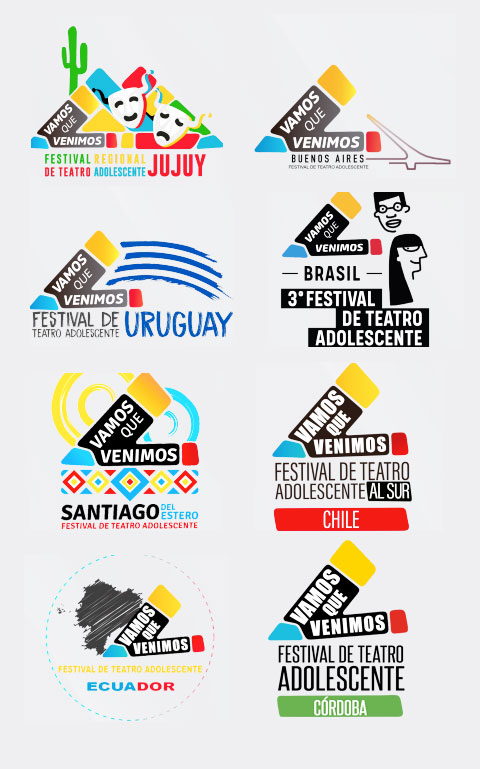 VAMOS
QUE
VENIMOS
FESTIVAL REGIONAL
DE TEATRO ADOLESCENTE JUJUY
VAMOS
QUE
VENIMOS
BUENOS AIRES
FESTIVAL DE TEATRO ADOLESCENTE
VAMOS
QUE
VENIMOS
FESTIVAL DE
TEATRO ADOLESCENTE
URUGUAY
VAMOS
QUE
VENIMOS
BRASIL
3° FESTIVAL
DE TEATRO
ADOLESCENTE
VAMOS
QUE
VENIMOS
SANTIAGO DEL
ESTERO
FESTIVAL DE TEATRO ADOLESCENTE
VAMOS
QUE
VENIMOS
FESTIVAL DE TEATRO
ADOLESCENTE AL SUR
CHILE
VAMOS
QUE
VENIMOS
FESTIVAL DE TEATRO ADOLESCENTE
ECUADOR
VAMOS
QUE
VENIMOS
FESTIVAL DE TEATRO
ADOLESCENTE
CÓRDOBA